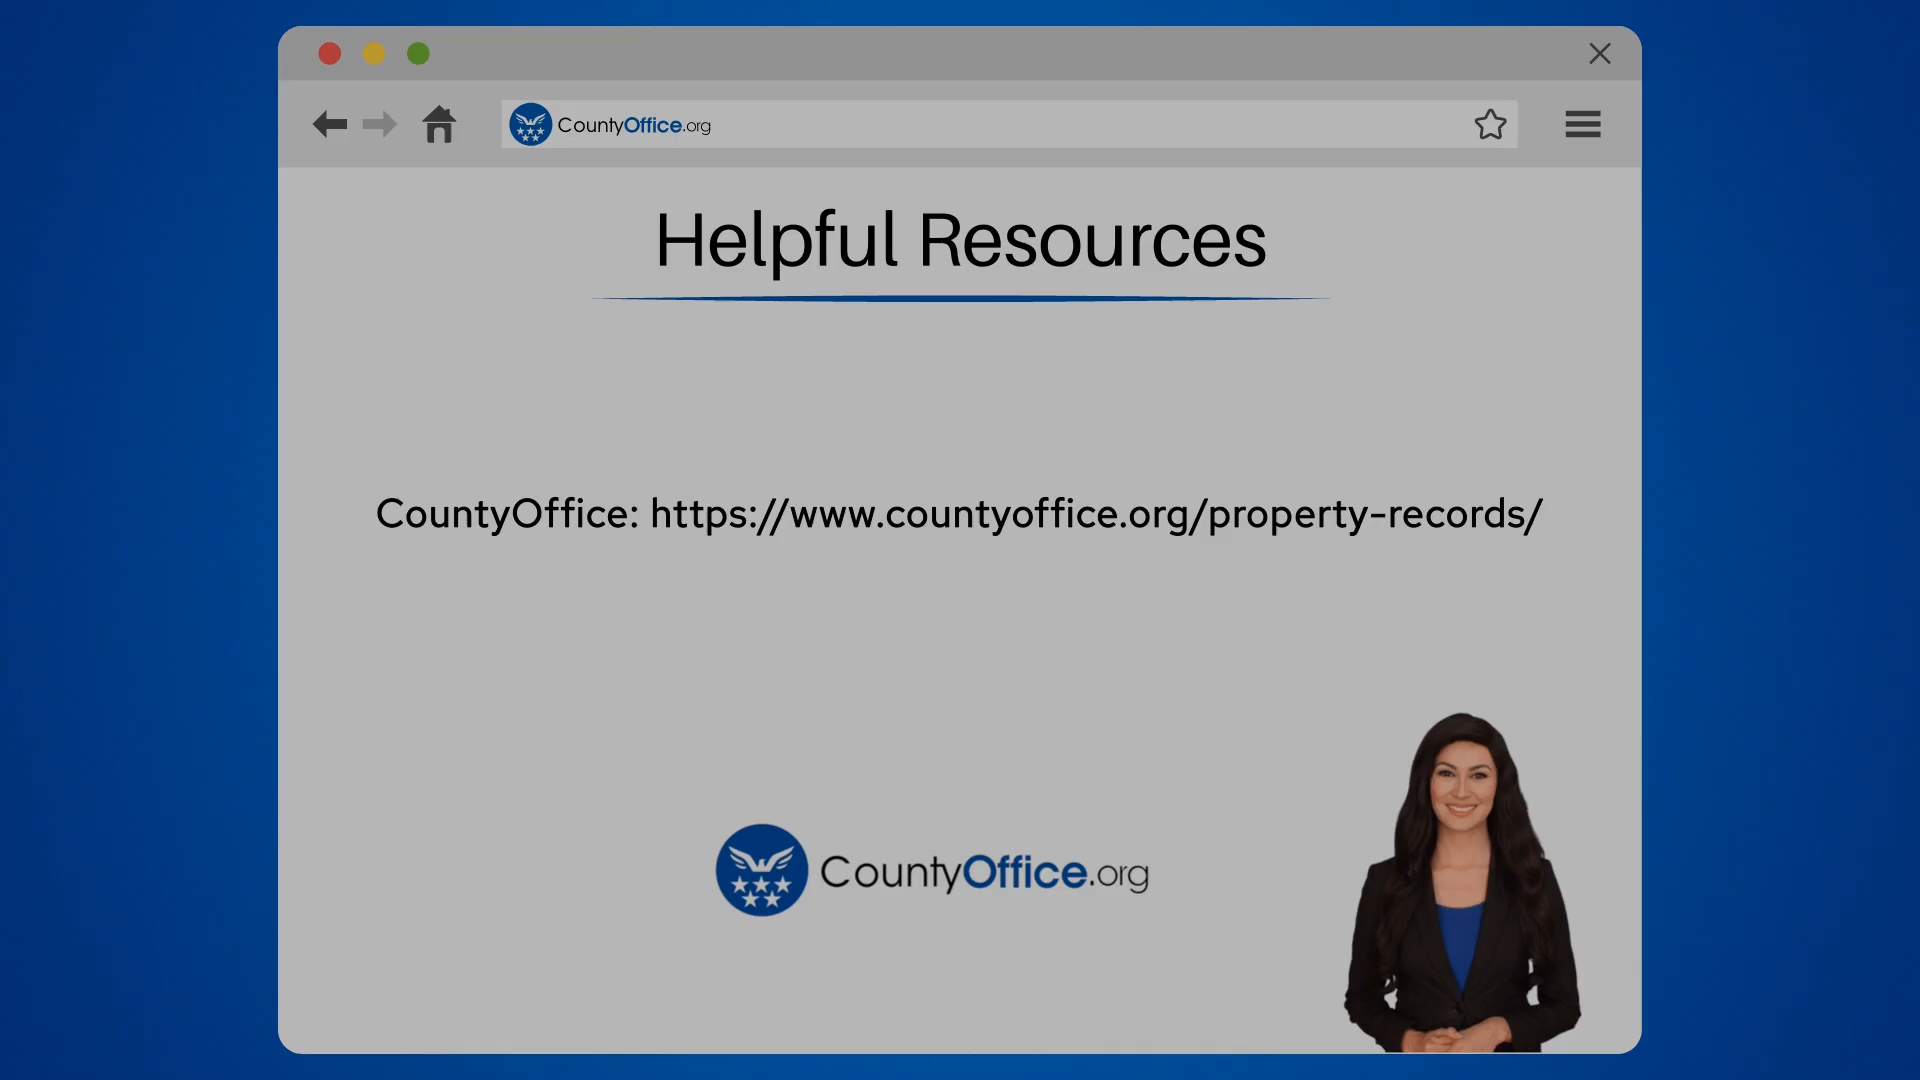 CountyOffice.org
Helpful Resources
CountyOffice: https://www.countyoffice.org/property-records/
CountyOffice.org